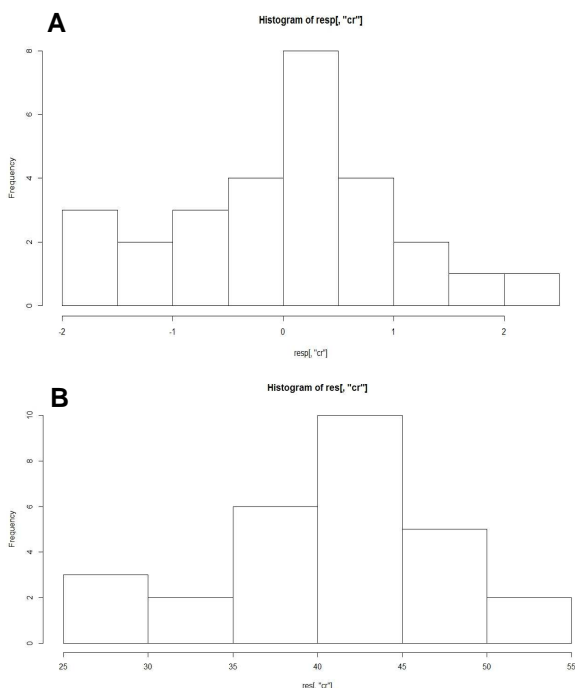 A
Histogram of resp[, "cr"]
8
6
4
2
0
Frequency
-2 -1 0 1 2
resp[, "cr"]
B
Histogram of res[, "cr"]
10
8
6
4
2
0
Frequency
25 30 35 40 45 50 55
res[, "cr"]